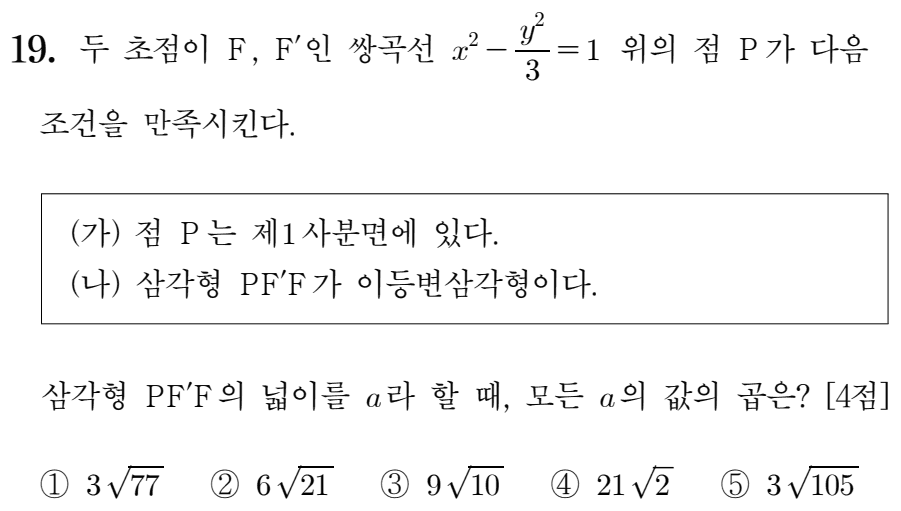 19. 두 초점이 F, F′인 쌍곡선 x² − y²/3 = 1 위의 점 P가 다음
조건을 만족시킨다.
(가) 점 P는 제1사분면에 있다.
(나) 삼각형 PF′F가 이등변삼각형이다.
삼각형 PF′F의 넓이를 a라 할 때, 모든 a의 값의 곱은? [4점]
① 3√77 ② 6√21 ③ 9√10 ④ 21√2 ⑤ 3√105